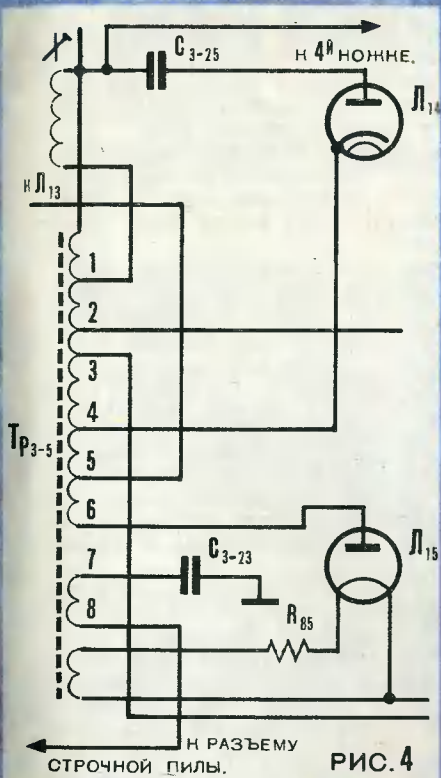 C₃₋₂₅
К 4й НОЖКЕ.
Л₁₄
К Л₁₃
1
2
3
4
Тр₃₋₅
5
6
7
8
C₃₋₂₃
Л₁₅
R₈₅
К РАЗЪЕМУ
СТРОЧНОЙ ПИЛЫ.
РИС. 4